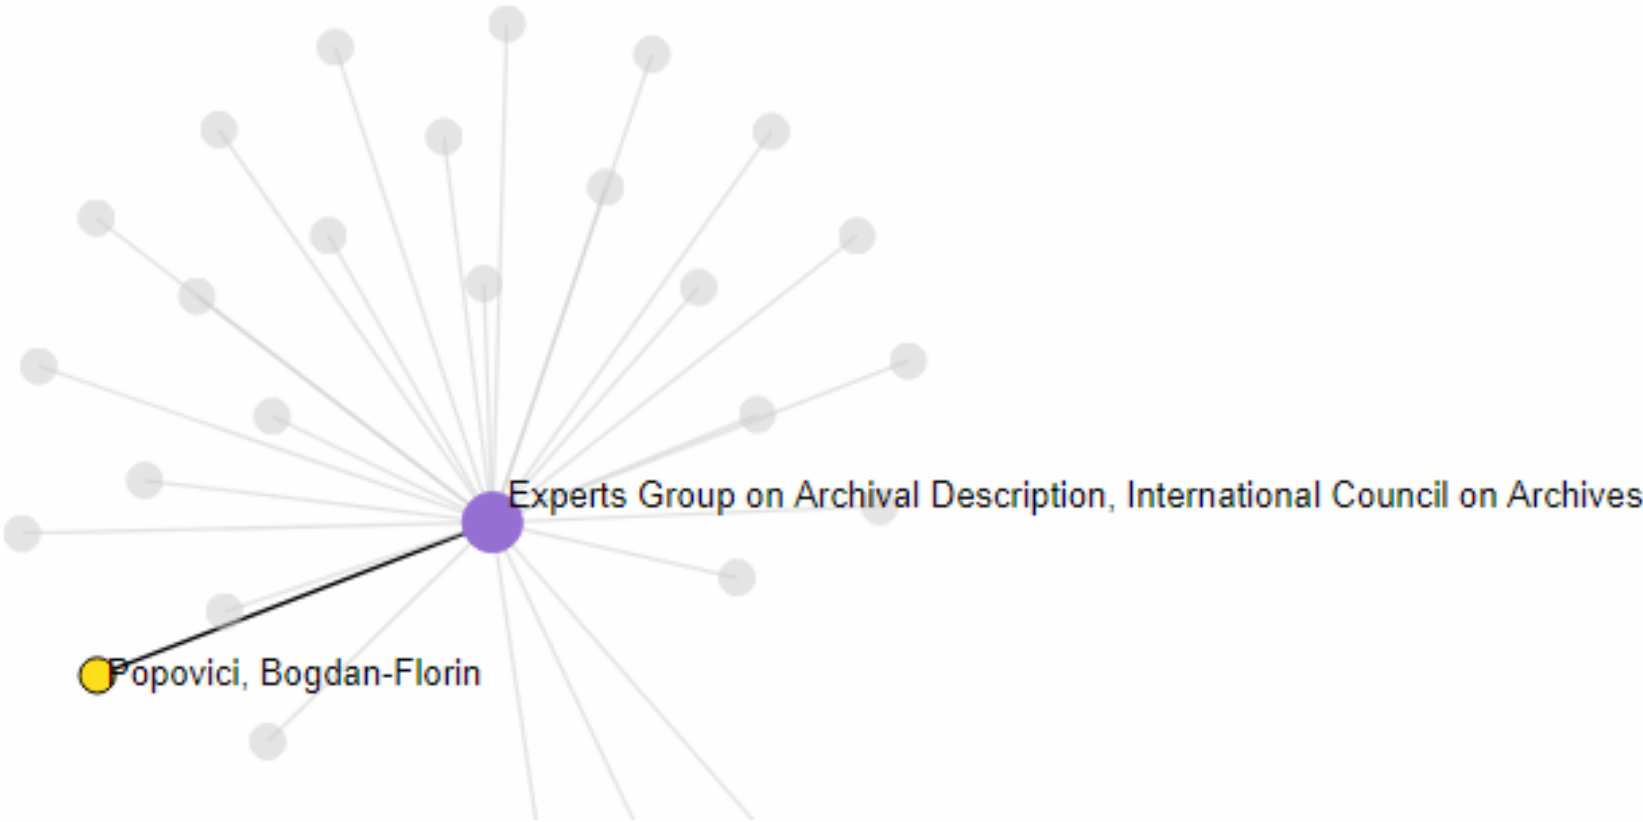 Experts Group on Archival Description, International Council on Archives
Popovici, Bogdan-Florin